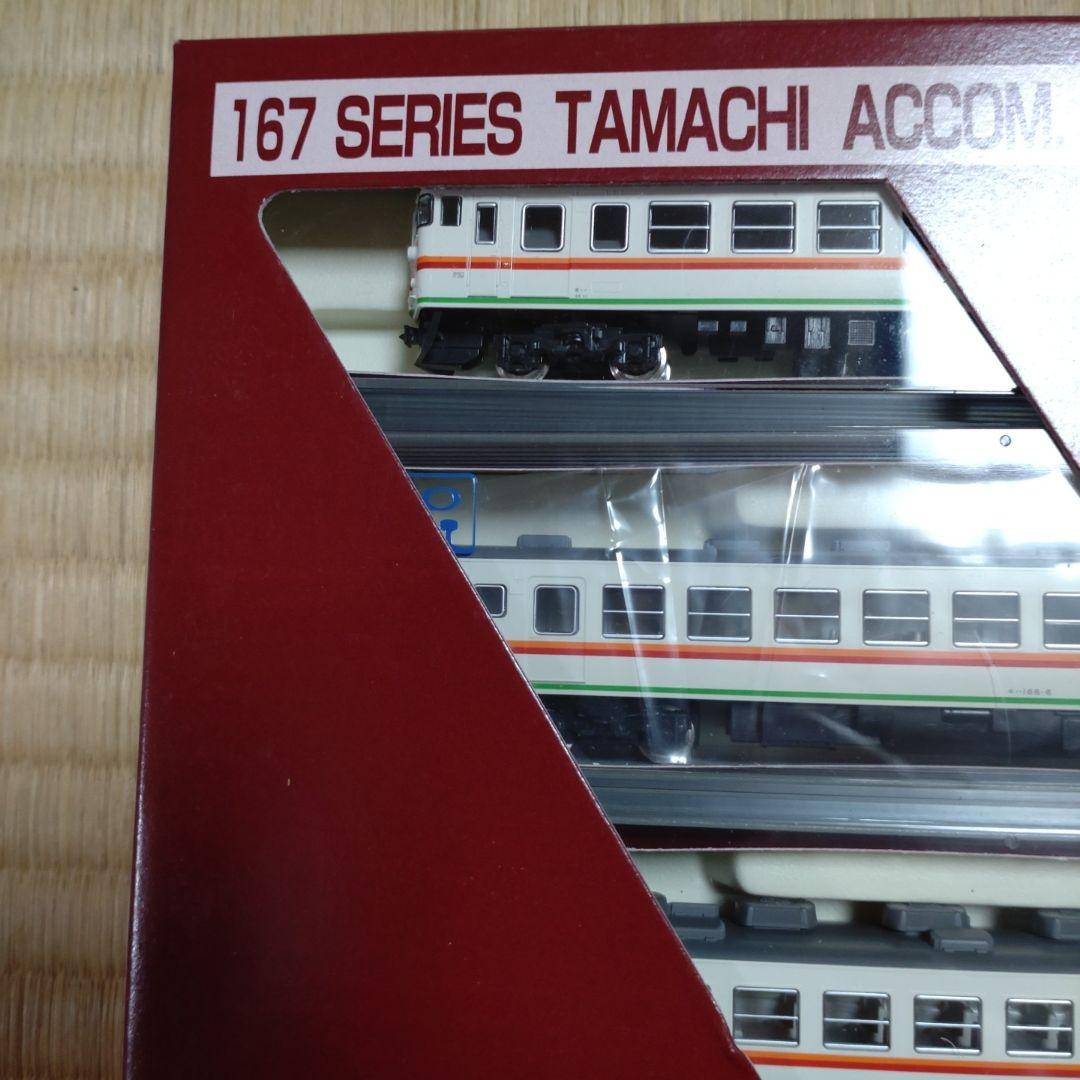 167 SERIES TAMACHI ACCOM.